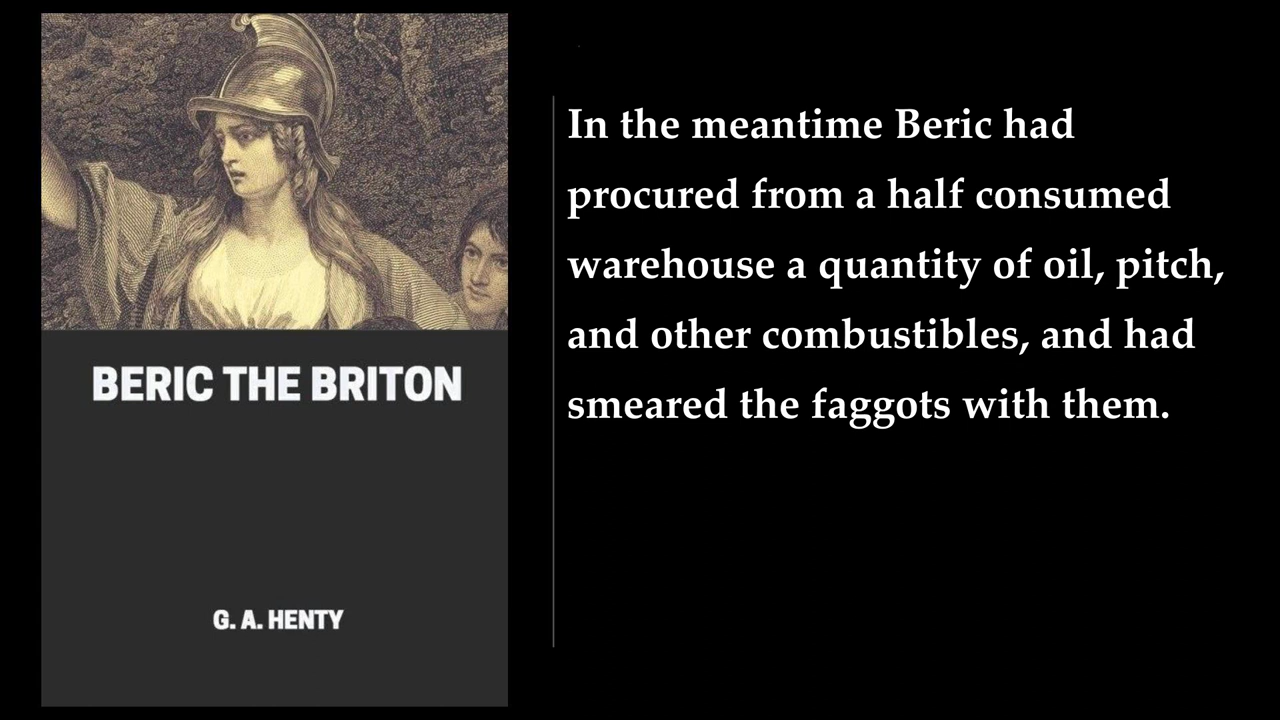 BERIC THE BRITON
G. A. HENTY
In the meantime Beric had
procured from a half consumed
warehouse a quantity of oil, pitch,
and other combustibles, and had
smeared the faggots with them.